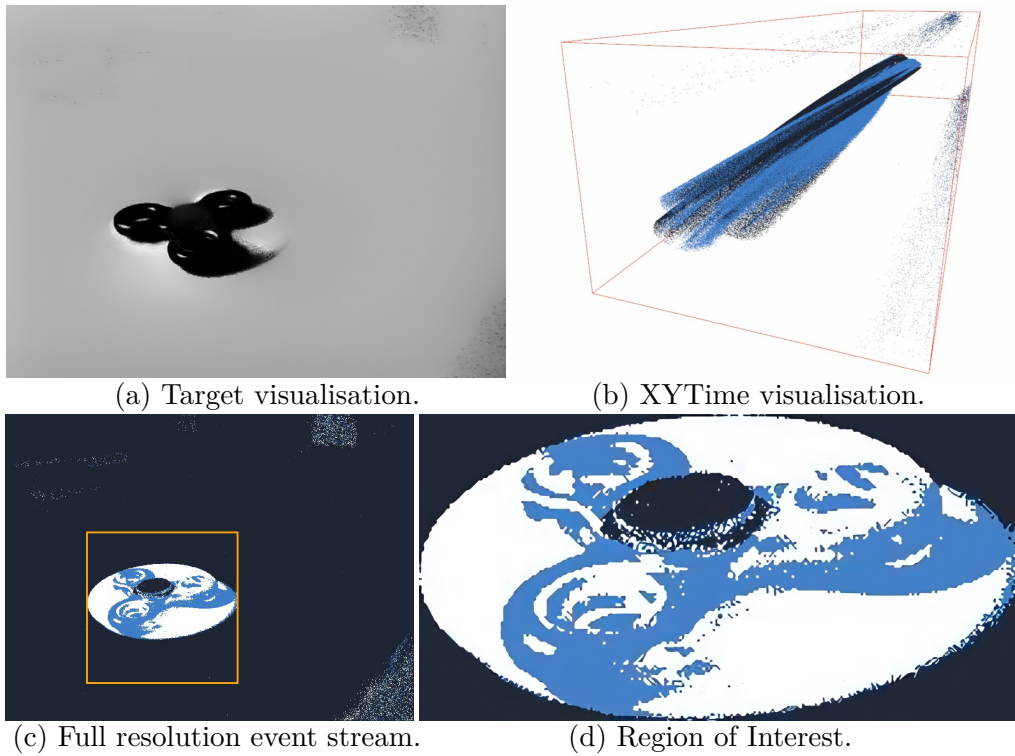 (a) Target visualisation.
(b) XYTime visualisation.
(c) Full resolution event stream.
(d) Region of Interest.